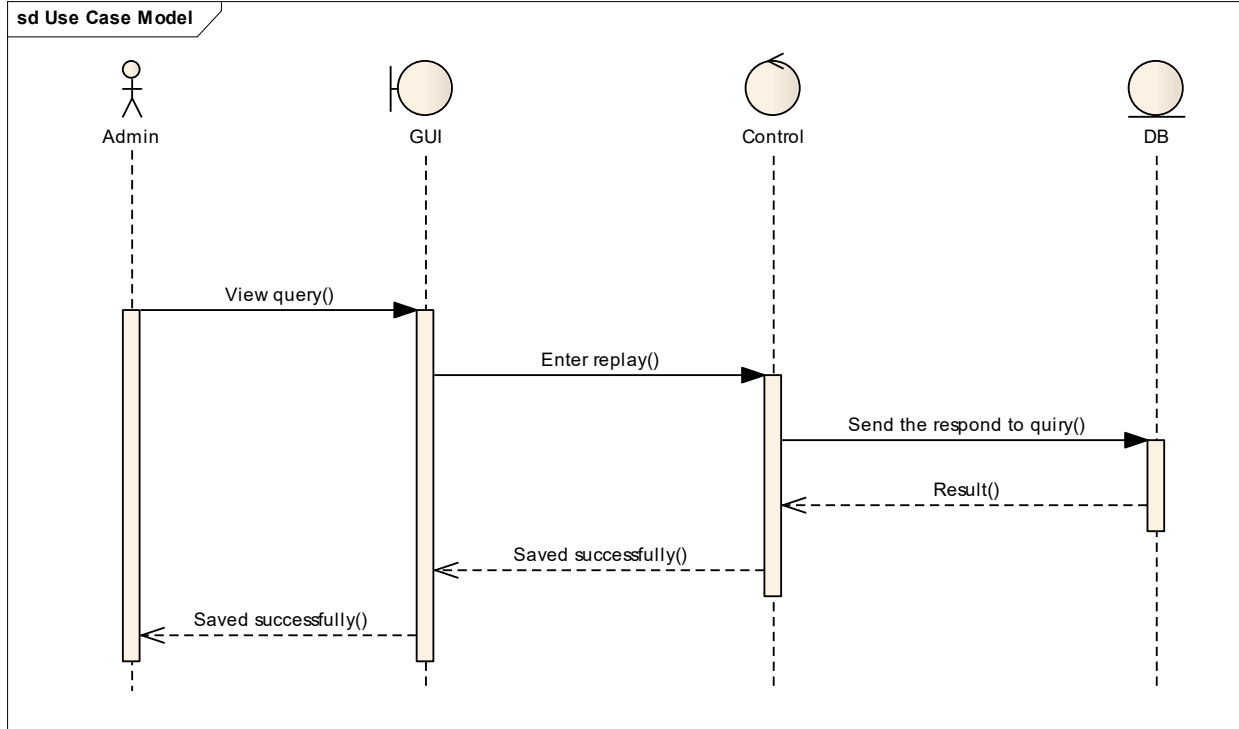 sd Use Case Model
Admin
GUI
Control
DB
View query()
Enter replay()
Send the respond to quiry()
Result()
Saved successfully()
Saved successfully()